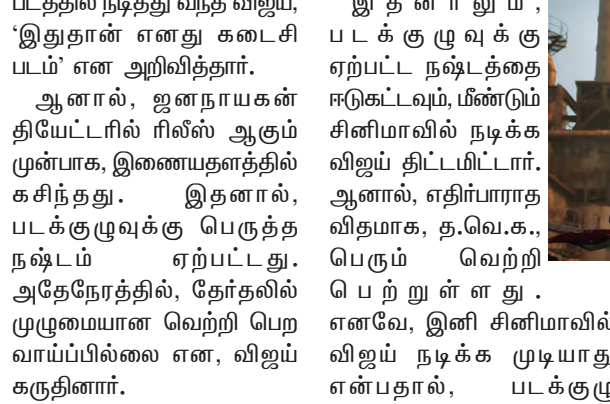 படத்தில் நடித்து வந்த விஜய்,
‘இதுதான் எனது கடைசி
படம்’ என அறிவித்தார்.
ஆனால், ஜனநாயகன்
தியேட்டரில் ரிலீஸ் ஆகும்
முன்பாக, இணையதளத்தில்
கசிந்தது. இதனால்,
படக்குழுவுக்கு பெருத்த
நஷ்டம் ஏற்பட்டது.
அதேநேரத்தில், தேர்தலில்
முழுமையான வெற்றி பெற
வாய்ப்பில்லை என, விஜய்
கருதினார்.
இதனாலும்,
படக்குழுவுக்கு
ஏற்பட்ட நஷ்டத்தை
ஈடுகட்டவும், மீண்டும்
சினிமாவில் நடிக்க
விஜய் திட்டமிட்டார்.
ஆனால், எதிர்பாராத
விதமாக, த.வெ.க.,
பெரும் வெற்றி
பெற்றுள்ளது.
எனவே, இனி சினிமாவில்
விஜய் நடிக்க முடியாது
என்பதால், படக்குழு